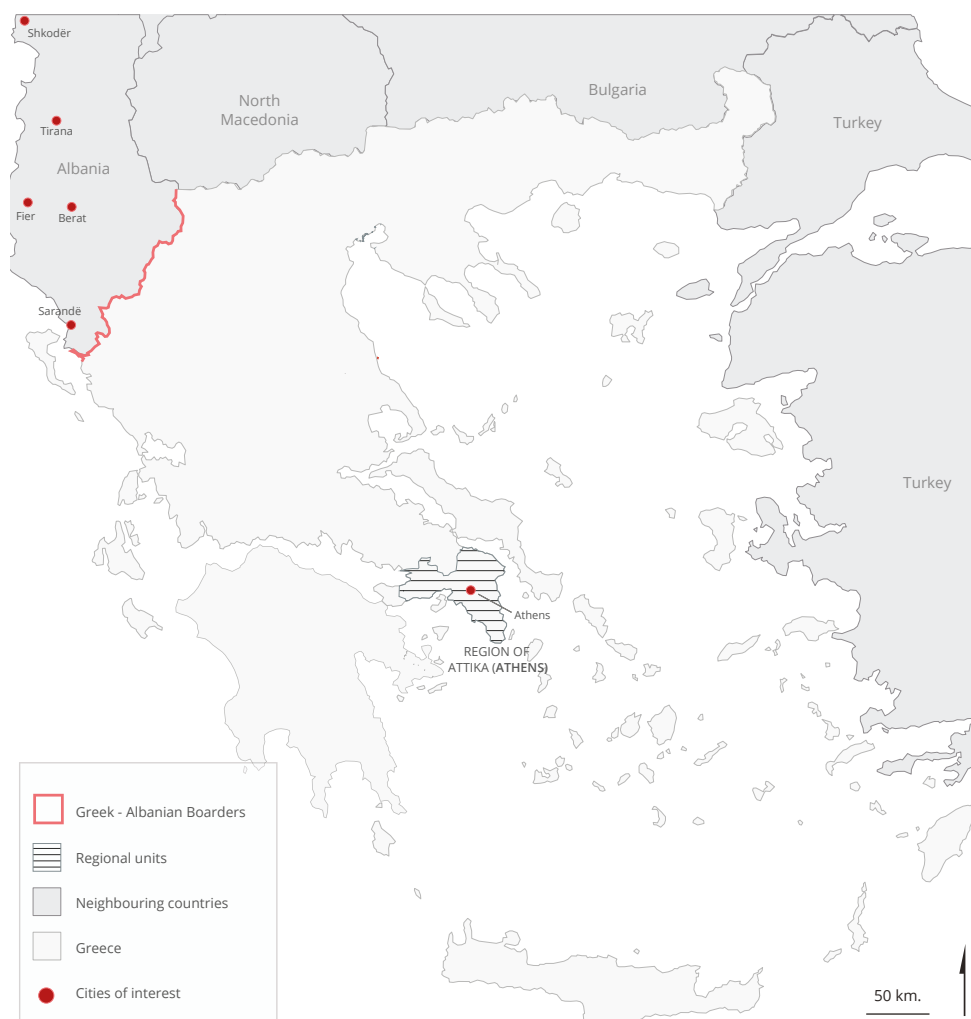 Shkodër
North
Macedonia
Bulgaria
Turkey
Tirana
Albania
Fier
Berat
Sarandë
Turkey
Athens
REGION OF
ATTIKA (ATHENS)
Greek - Albanian Boarders
Regional units
Neighbouring countries
Greece
Cities of interest
50 km.